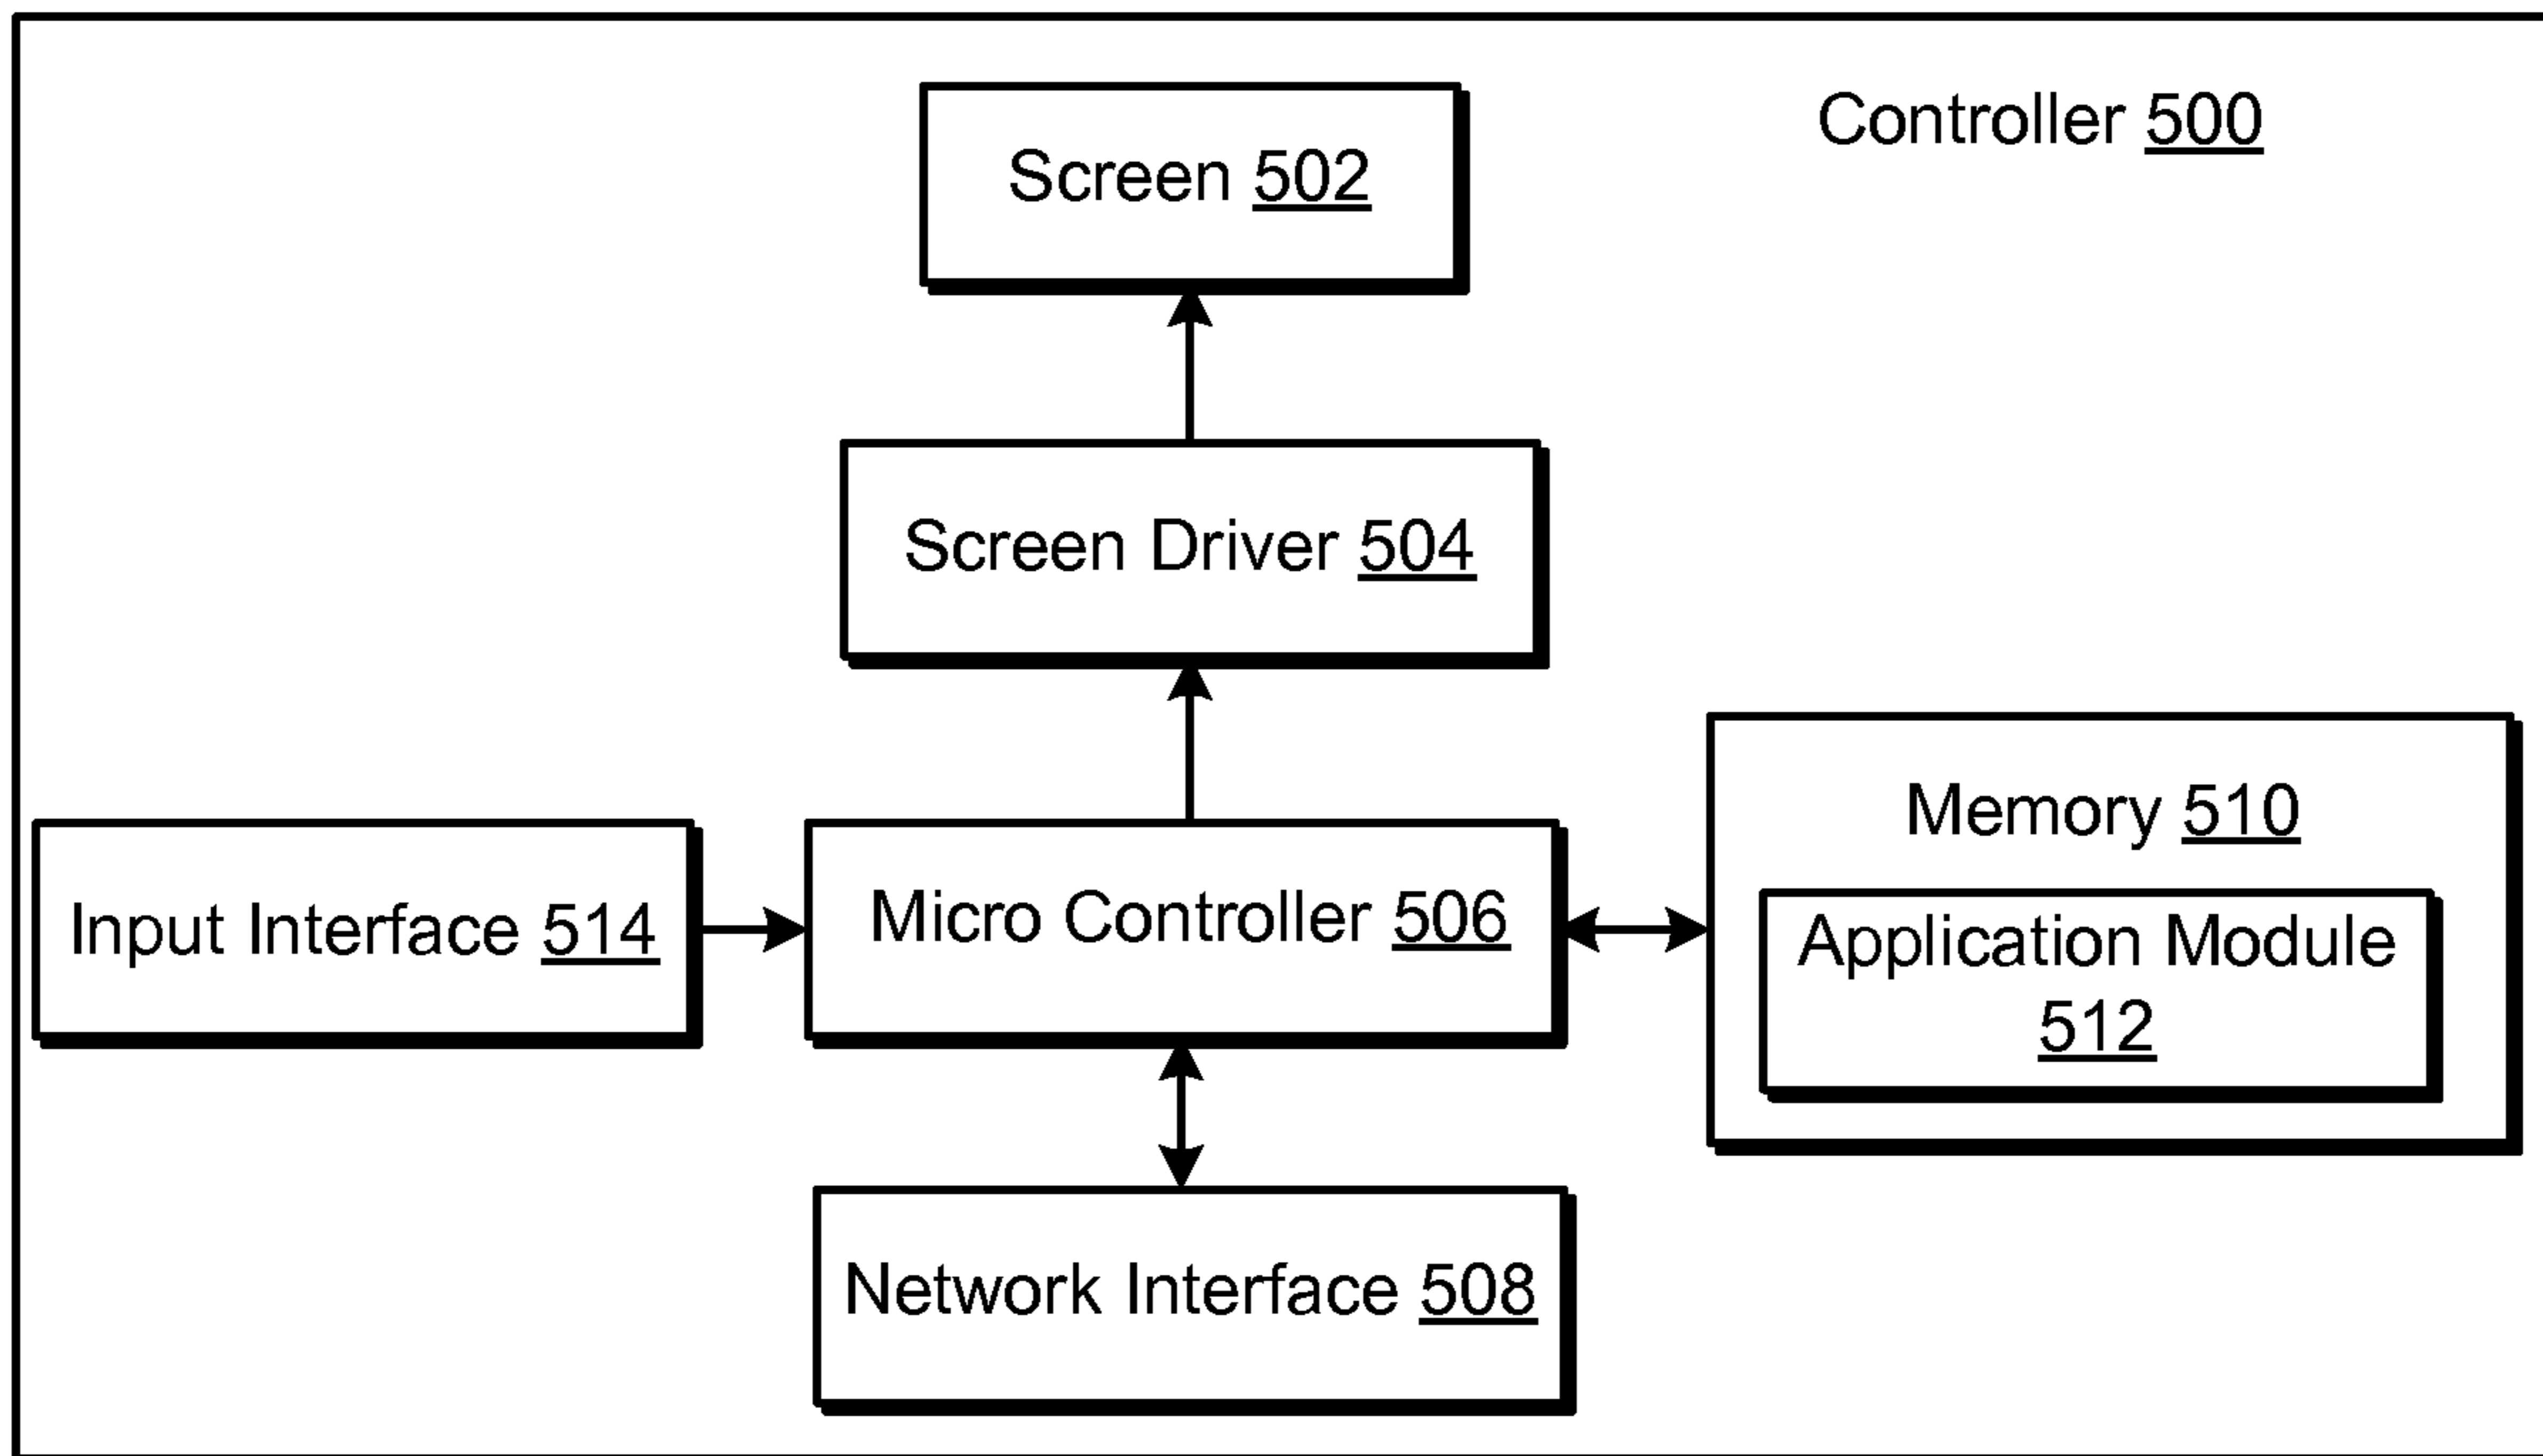 Controller 500
Screen 502
Screen Driver 504
Memory 510
Input Interface 514
Micro Controller 506
Application Module
512
Network Interface 508